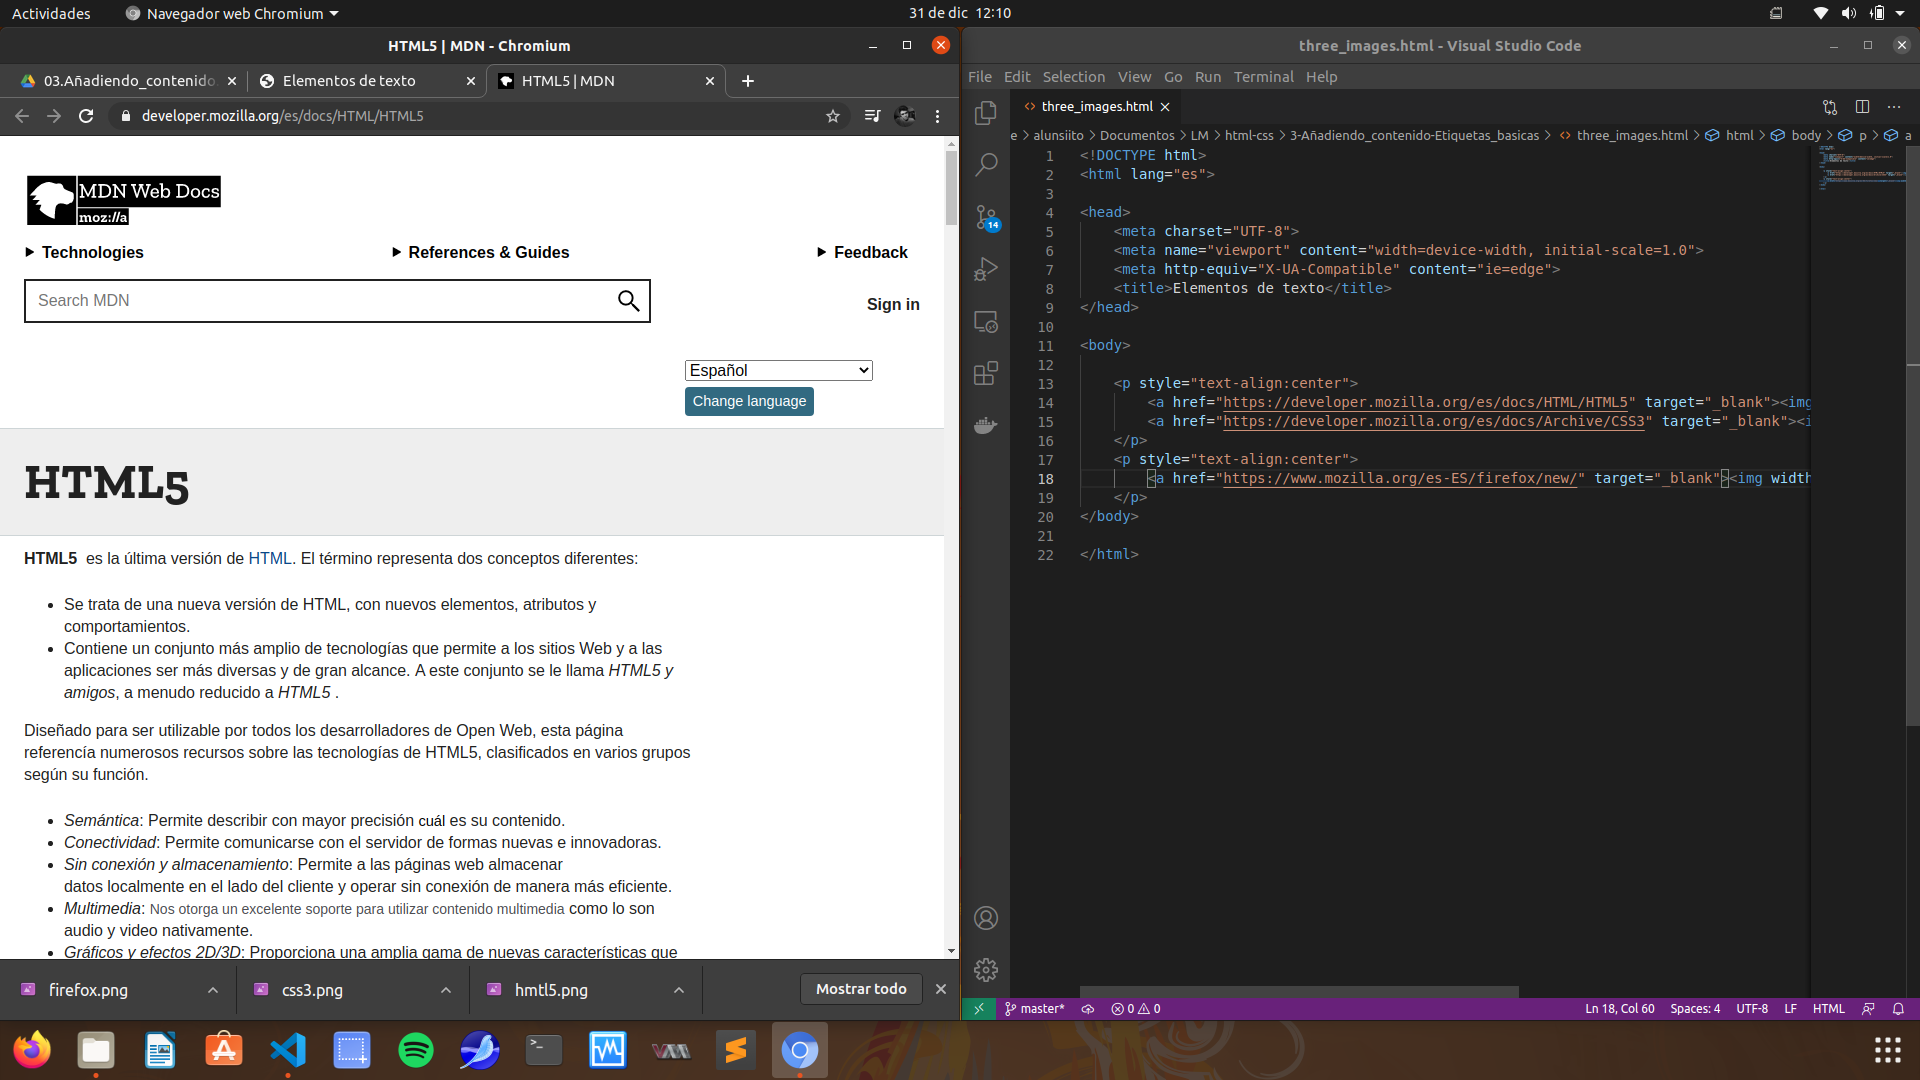 Actividades
Navegador web Chromium
31 de dic 12:10
HTML5 | MDN - Chromium
03.Añadiendo_contenido.
Elementos de texto
HTML5 | MDN
developer.mozilla.org/es/docs/HTML/HTML5
MDN Web Docs
moz://a
Technologies
References & Guides
Feedback
Search MDN
Sign in
Español
Change language
HTML5
HTML5 es la última versión de HTML. El término representa dos conceptos diferentes:
Se trata de una nueva versión de HTML, con nuevos elementos, atributos y
comportamientos.
Contiene un conjunto más amplio de tecnologías que permite a los sitios Web y a las
aplicaciones ser más diversas y de gran alcance. A este conjunto se le llama HTML5 y
amigos, a menudo reducido a HTML5 .
Diseñado para ser utilizable por todos los desarrolladores de Open Web, esta página
referencía numerosos recursos sobre las tecnologías de HTML5, clasificados en varios grupos
según su función.
Semántica: Permite describir con mayor precisión cuál es su contenido.
Conectividad: Permite comunicarse con el servidor de formas nuevas e innovadoras.
Sin conexión y almacenamiento: Permite a las páginas web almacenar
datos localmente en el lado del cliente y operar sin conexión de manera más eficiente.
Multimedia: Nos otorga un excelente soporte para utilizar contenido multimedia como lo son
audio y video nativamente.
Gráficos y efectos 2D/3D: Proporciona una amplia gama de nuevas características que
firefox.png
css3.png
hmtl5.png
Mostrar todo
three_images.html - Visual Studio Code
File Edit Selection View Go Run Terminal Help
three_images.html
e > alunsiito > Documentos > LM > html-css > 3-Añadiendo_contenido-Etiquetas_basicas > three_images.html > html > body > p > a
14
1 <!DOCTYPE html>
2 <html lang="es">
3
4 <head>
5 <meta charset="UTF-8">
6 <meta name="viewport" content="width=device-width, initial-scale=1.0">
7 <meta http-equiv="X-UA-Compatible" content="ie=edge">
8 <title>Elementos de texto</title>
9 </head>
10
11 <body>
12
13 <p style="text-align:center">
14 <a href="https://developer.mozilla.org/es/docs/HTML/HTML5" target="_blank"><img
15 <a href="https://developer.mozilla.org/es/docs/Archive/CSS3" target="_blank"><i
16 </p>
17 <p style="text-align:center">
18 <a href="https://www.mozilla.org/es-ES/firefox/new/" target="_blank"><img width
19 </p>
20 </body>
21
22 </html>
master*
0 0
Ln 18, Col 60
Spaces: 4
UTF-8
LF
HTML